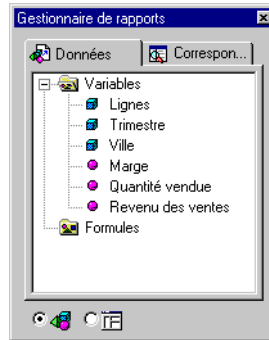 Gestionnaire de rapports
Données
Correspon...
Variables
Lignes
Trimestre
Ville
Marge
Quantité vendue
Revenu des ventes
Formules